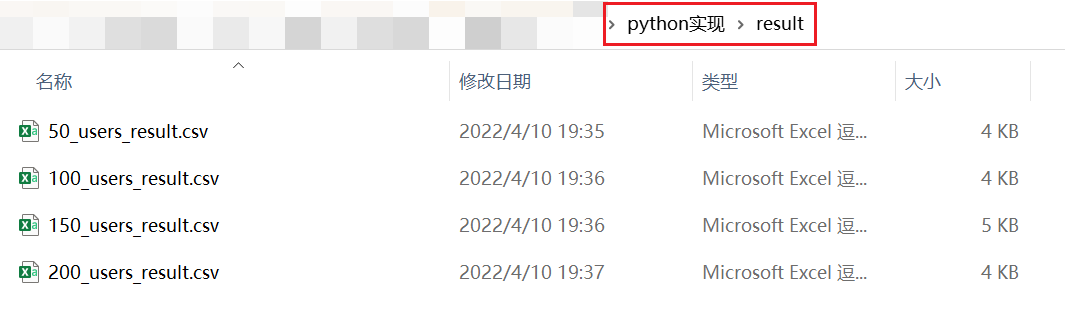 python实现 result
名称 修改日期 类型 大小
50_users_result.csv 2022/4/10 19:35 Microsoft Excel 逗... 4 KB
100_users_result.csv 2022/4/10 19:36 Microsoft Excel 逗... 4 KB
150_users_result.csv 2022/4/10 19:36 Microsoft Excel 逗... 5 KB
200_users_result.csv 2022/4/10 19:37 Microsoft Excel 逗... 4 KB